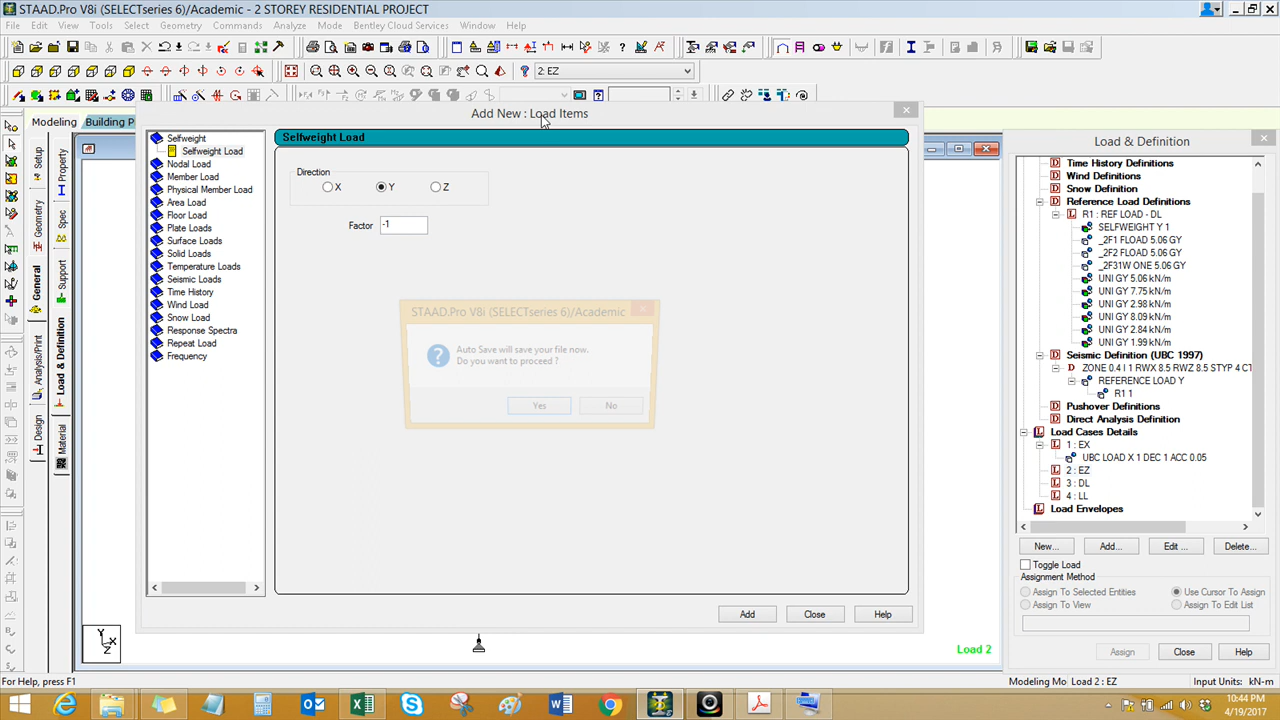 STAAD.Pro V8i (SELECTseries 6)/Academic - 2 STOREY RESIDENTIAL PROJECT
File Edit View Tools Select Geometry Commands Analyze Mode Bentley Cloud Services Window Help
2: EZ
Modeling Building P
Add New : Load Items
Setup
Geometry
General
Analysis/Print
Design
Property
Spec
Support
Load & Definition
Material
Selfweight
Selfweight Load
Nodal Load
Member Load
Physical Member Load
Area Load
Floor Load
Plate Loads
Surface Loads
Solid Loads
Temperature Loads
Seismic Loads
Time History
Wind Load
Snow Load
Response Spectra
Repeat Load
Frequency
Selfweight Load
Direction
X Y Z
Factor -1
STAAD.Pro V8i (SELECTseries 6)/Academic
Auto Save will save your file now.
Do you want to proceed ?
Yes No
Add Close Help
Y X Z
Load 2
Load & Definition
Time History Definitions
Wind Definitions
Snow Definition
Reference Load Definitions
R1 : REF LOAD - DL
SELFWEIGHT Y 1
_2F1 FLOAD 5.06 GY
_2F2 FLOAD 5.06 GY
_2F31W ONE 5.06 GY
UNI GY 5.06 kN/m
UNI GY 7.75 kN/m
UNI GY 2.98 kN/m
UNI GY 8.09 kN/m
UNI GY 2.84 kN/m
UNI GY 1.99 kN/m
Seismic Definition (UBC 1997)
ZONE 0.4 I 1 RWX 8.5 RWZ 8.5 STYP 4 CT
REFERENCE LOAD Y
R1 1
Pushover Definitions
Direct Analysis Definition
Load Cases Details
1 : EX
UBC LOAD X 1 DEC 1 ACC 0.05
2 : EZ
3 : DL
4 : LL
Load Envelopes
New... Add... Edit ... Delete...
Toggle Load
Assignment Method
Assign To Selected Entities Use Cursor To Assign
Assign To View Assign To Edit List
Assign Close Help
For Help, press F1
Modeling Mo Load 2 : EZ Input Units: kN-m
10:44 PM
4/19/2017